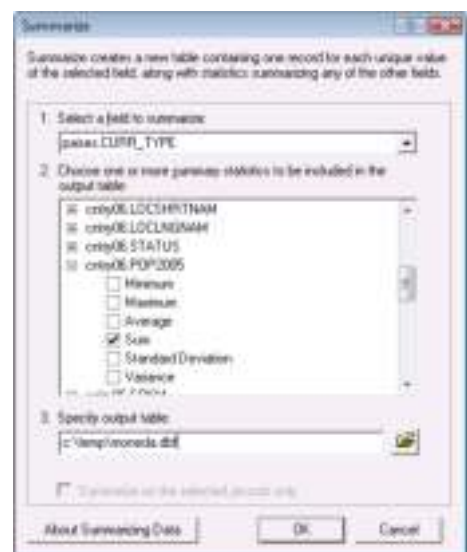 Summarize
Summarize creates a new table containing one record for each unique value
of the selected field, along with statistics summarizing any of the other fields.
1. Select a field to summarize:
paises.CURR_TYPE
2. Choose one or more summary statistics to be included in the
output table:
cntry06.LOCSHRTNAM
cntry06.LOCLNGNAM
cntry06.STATUS
cntry06.POP2005
Minimum
Maximum
Average
Sum
Standard Deviation
Variance
3. Specify output table:
c:\temp\moneda.dbf
Summarize on the selected records only
About Summarizing Data
OK
Cancel